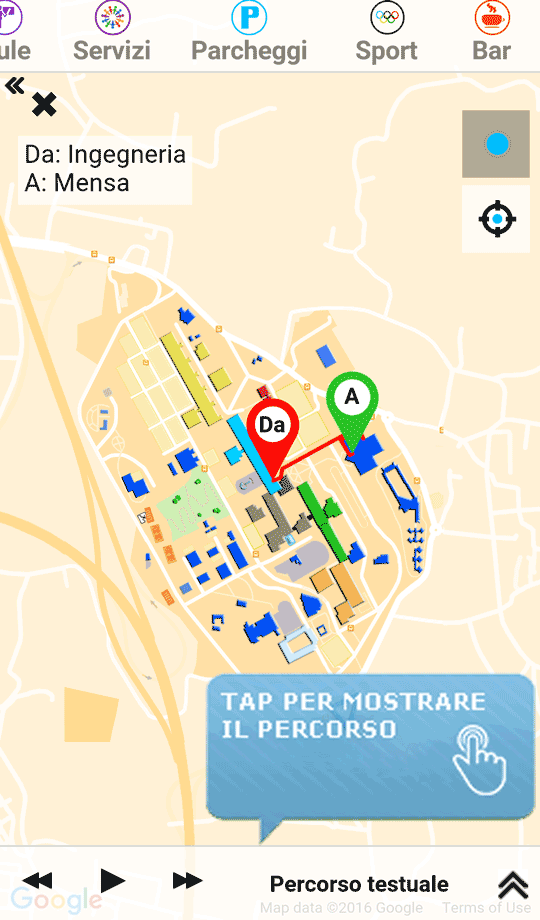 ule
Servizi
Parcheggi
Sport
Bar
P
Da: Ingegneria
A: Mensa
A
Da
TAP PER MOSTRARE
IL PERCORSO
Percorso testuale
Google
Map data ©2016 Google
Terms of Use